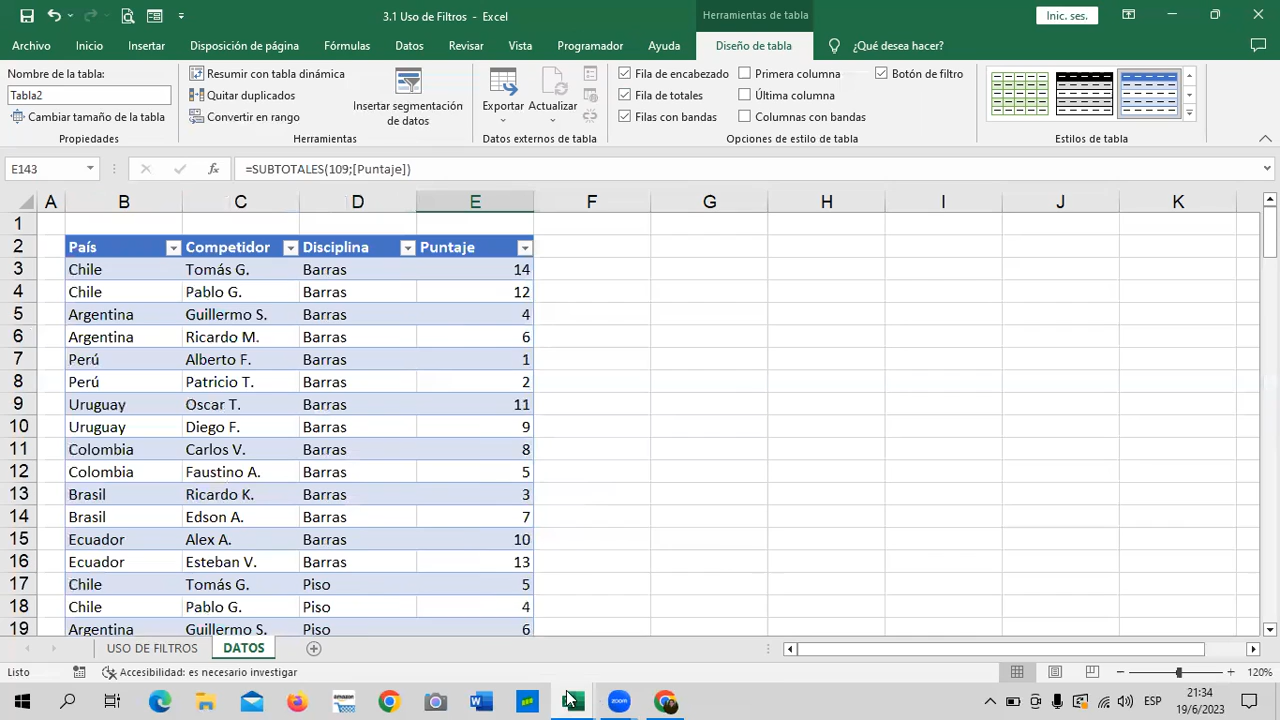 3.1 Uso de Filtros - Excel
Herramientas de tabla
Inic. ses.
Archivo Inicio Insertar Disposición de página Fórmulas Datos Revisar Vista Programador Ayuda Diseño de tabla ¿Qué desea hacer?
Nombre de la tabla:
Tabla2
Cambiar tamaño de la tabla
Propiedades
Resumir con tabla dinámica
Quitar duplicados
Convertir en rango
Insertar segmentación de datos
Herramientas
Exportar Actualizar
Datos externos de tabla
Fila de encabezado Primera columna Botón de filtro
Fila de totales Última columna
Filas con bandas Columnas con bandas
Opciones de estilo de tabla
Estilos de tabla
E143 fx =SUBTOTALES(109;[Puntaje])
A B C D E F G H I J K
1
2 País Competidor Disciplina Puntaje
3 Chile Tomás G. Barras 14
4 Chile Pablo G. Barras 12
5 Argentina Guillermo S. Barras 4
6 Argentina Ricardo M. Barras 6
7 Perú Alberto F. Barras 1
8 Perú Patricio T. Barras 2
9 Uruguay Oscar T. Barras 11
10 Uruguay Diego F. Barras 9
11 Colombia Carlos V. Barras 8
12 Colombia Faustino A. Barras 5
13 Brasil Ricardo K. Barras 3
14 Brasil Edson A. Barras 7
15 Ecuador Alex A. Barras 10
16 Ecuador Esteban V. Barras 13
17 Chile Tomás G. Piso 5
18 Chile Pablo G. Piso 4
19 Argentina Guillermo S. Piso 6
USO DE FILTROS DATOS
Listo Accesibilidad: es necesario investigar 120%
amazon zoom ESP 21:34
19/6/2023